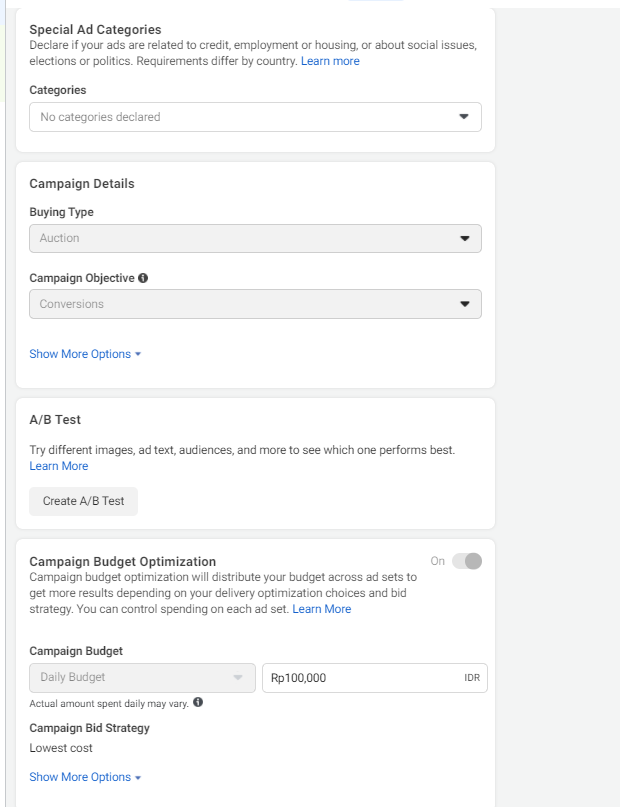 Special Ad Categories
Declare if your ads are related to credit, employment or housing, or about social issues,
elections or politics. Requirements differ by country. Learn more
Categories
No categories declared
Campaign Details
Buying Type
Auction
Campaign Objective
Conversions
Show More Options
A/B Test
Try different images, ad text, audiences, and more to see which one performs best.
Learn More
Create A/B Test
Campaign Budget Optimization
On
Campaign budget optimization will distribute your budget across ad sets to
get more results depending on your delivery optimization choices and bid
strategy. You can control spending on each ad set. Learn More
Campaign Budget
Daily Budget
Rp100,000 IDR
Actual amount spent daily may vary.
Campaign Bid Strategy
Lowest cost
Show More Options